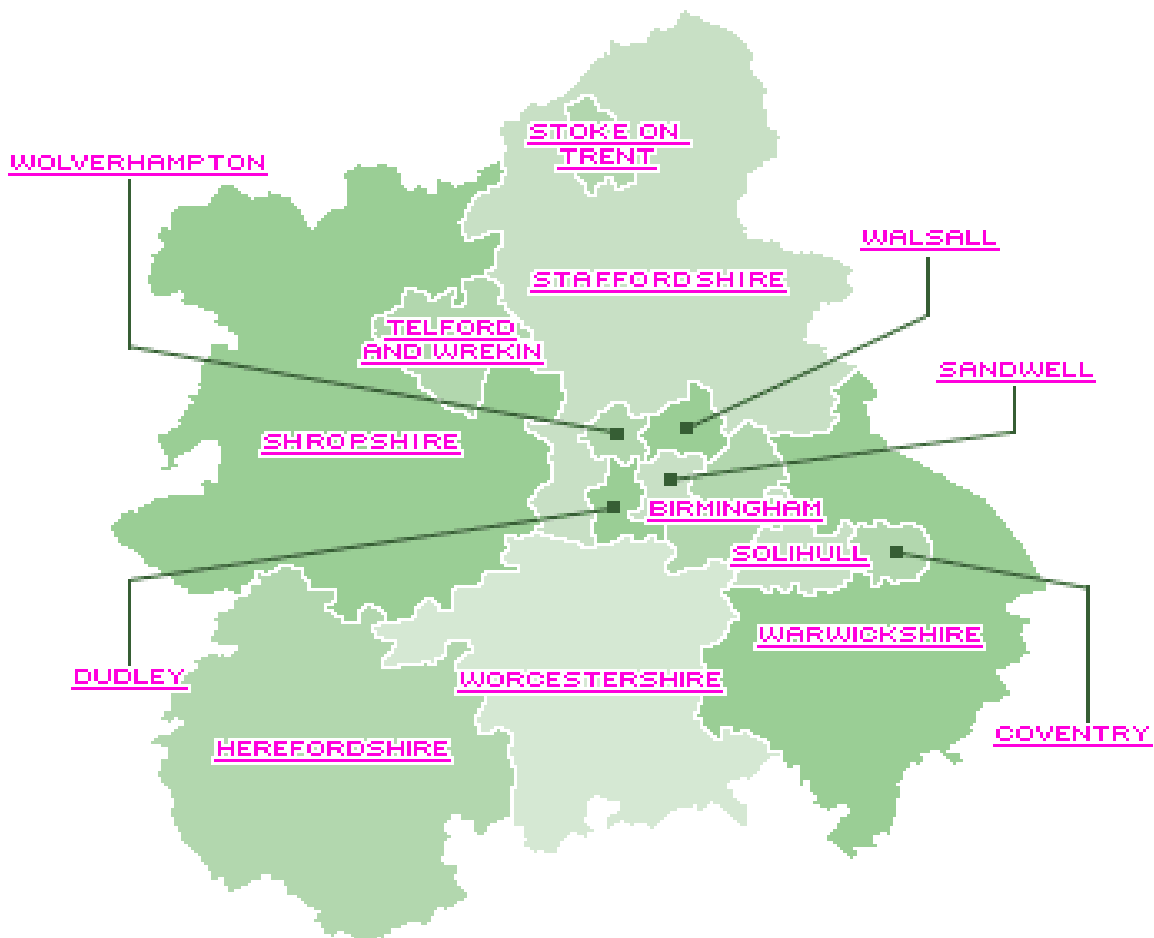 STOKE ON
TRENT
WOLVERHAMPTON
WALSALL
STAFFORDSHIRE
TELFORD
AND WREKIN
SANDWELL
SHROPSHIRE
BIRMINGHAM
SOLIHULL
WARWICKSHIRE
DUDLEY
WORCESTERSHIRE
COVENTRY
HEREFORDSHIRE